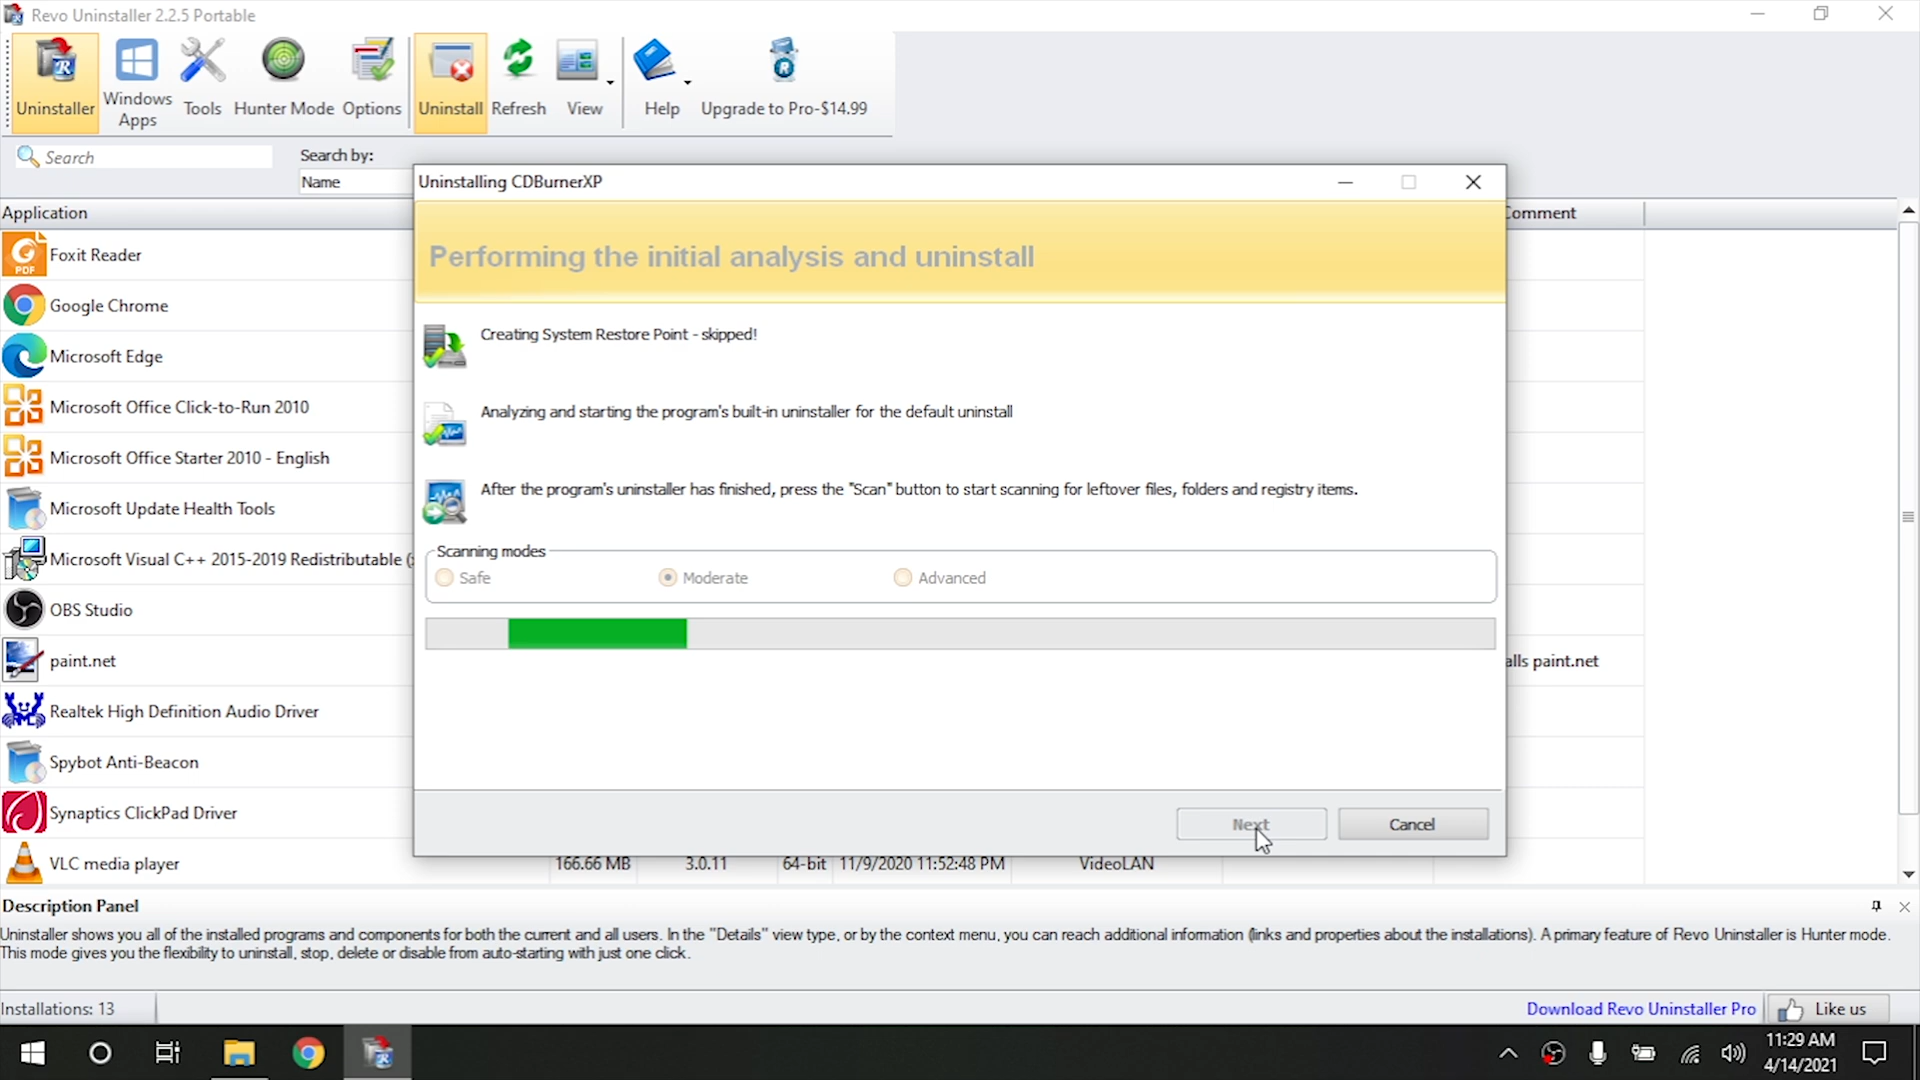 Revo Uninstaller 2.2.5 Portable
Uninstaller
Windows Apps
Tools
Hunter Mode
Options
Uninstall
Refresh
View
Help
Upgrade to Pro-$14.99
Search
Search by:
Name
Uninstalling CDBurnerXP
Application
Comment
Performing the initial analysis and uninstall
Foxit Reader
PDF
Google Chrome
Creating System Restore Point - skipped!
Microsoft Edge
Microsoft Office Click-to-Run 2010
Analyzing and starting the program's built-in uninstaller for the default uninstall
Microsoft Office Starter 2010 - English
After the program's uninstaller has finished, press the "Scan" button to start scanning for leftover files, folders and registry items.
Microsoft Update Health Tools
Scanning modes
Microsoft Visual C++ 2015-2019 Redistributable (
Safe
Moderate
Advanced
OBS Studio
paint.net
alls paint.net
Realtek High Definition Audio Driver
Spybot Anti-Beacon
Synaptics ClickPad Driver
Next
Cancel
VLC media player
166.66 MB
3.0.11
64-bit
11/9/2020 11:52:48 PM
VideoLAN
Description Panel
Uninstaller shows you all of the installed programs and components for both the current and all users. In the "Details" view type, or by the context menu, you can reach additional information (links and properties about the installations). A primary feature of Revo Uninstaller is Hunter mode.
This mode gives you the flexibility to uninstall, stop, delete or disable from auto-starting with just one click.
Installations: 13
Download Revo Uninstaller Pro
Like us
11:29 AM
4/14/2021